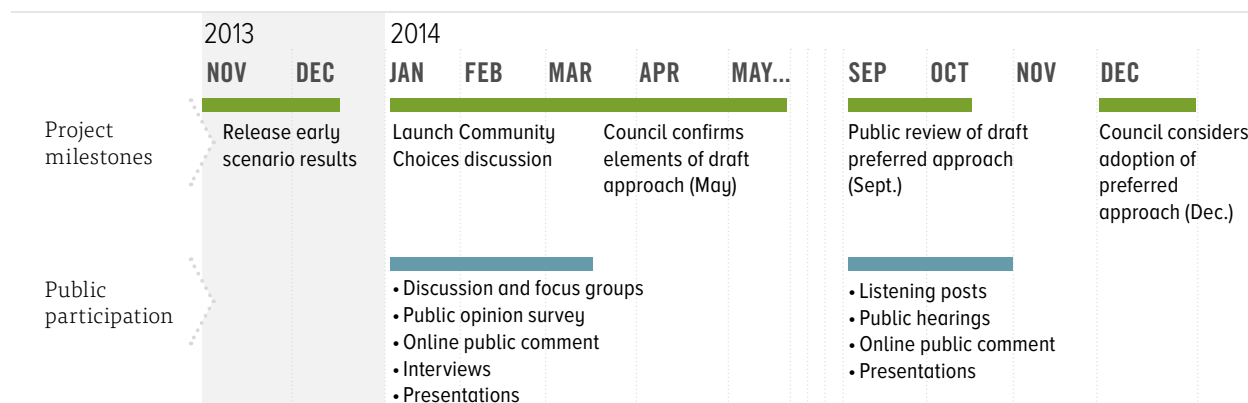 2013
2014
NOV DEC JAN FEB MAR APR MAY... SEP OCT NOV DEC
Project
milestones
Release early
scenario results
Launch Community
Choices discussion
Council confirms
elements of draft
approach (May)
Public review of draft
preferred approach
(Sept.)
Council considers
adoption of
preferred
approach (Dec.)
Public
participation
• Discussion and focus groups
• Public opinion survey
• Online public comment
• Interviews
• Presentations
• Listening posts
• Public hearings
• Online public comment
• Presentations